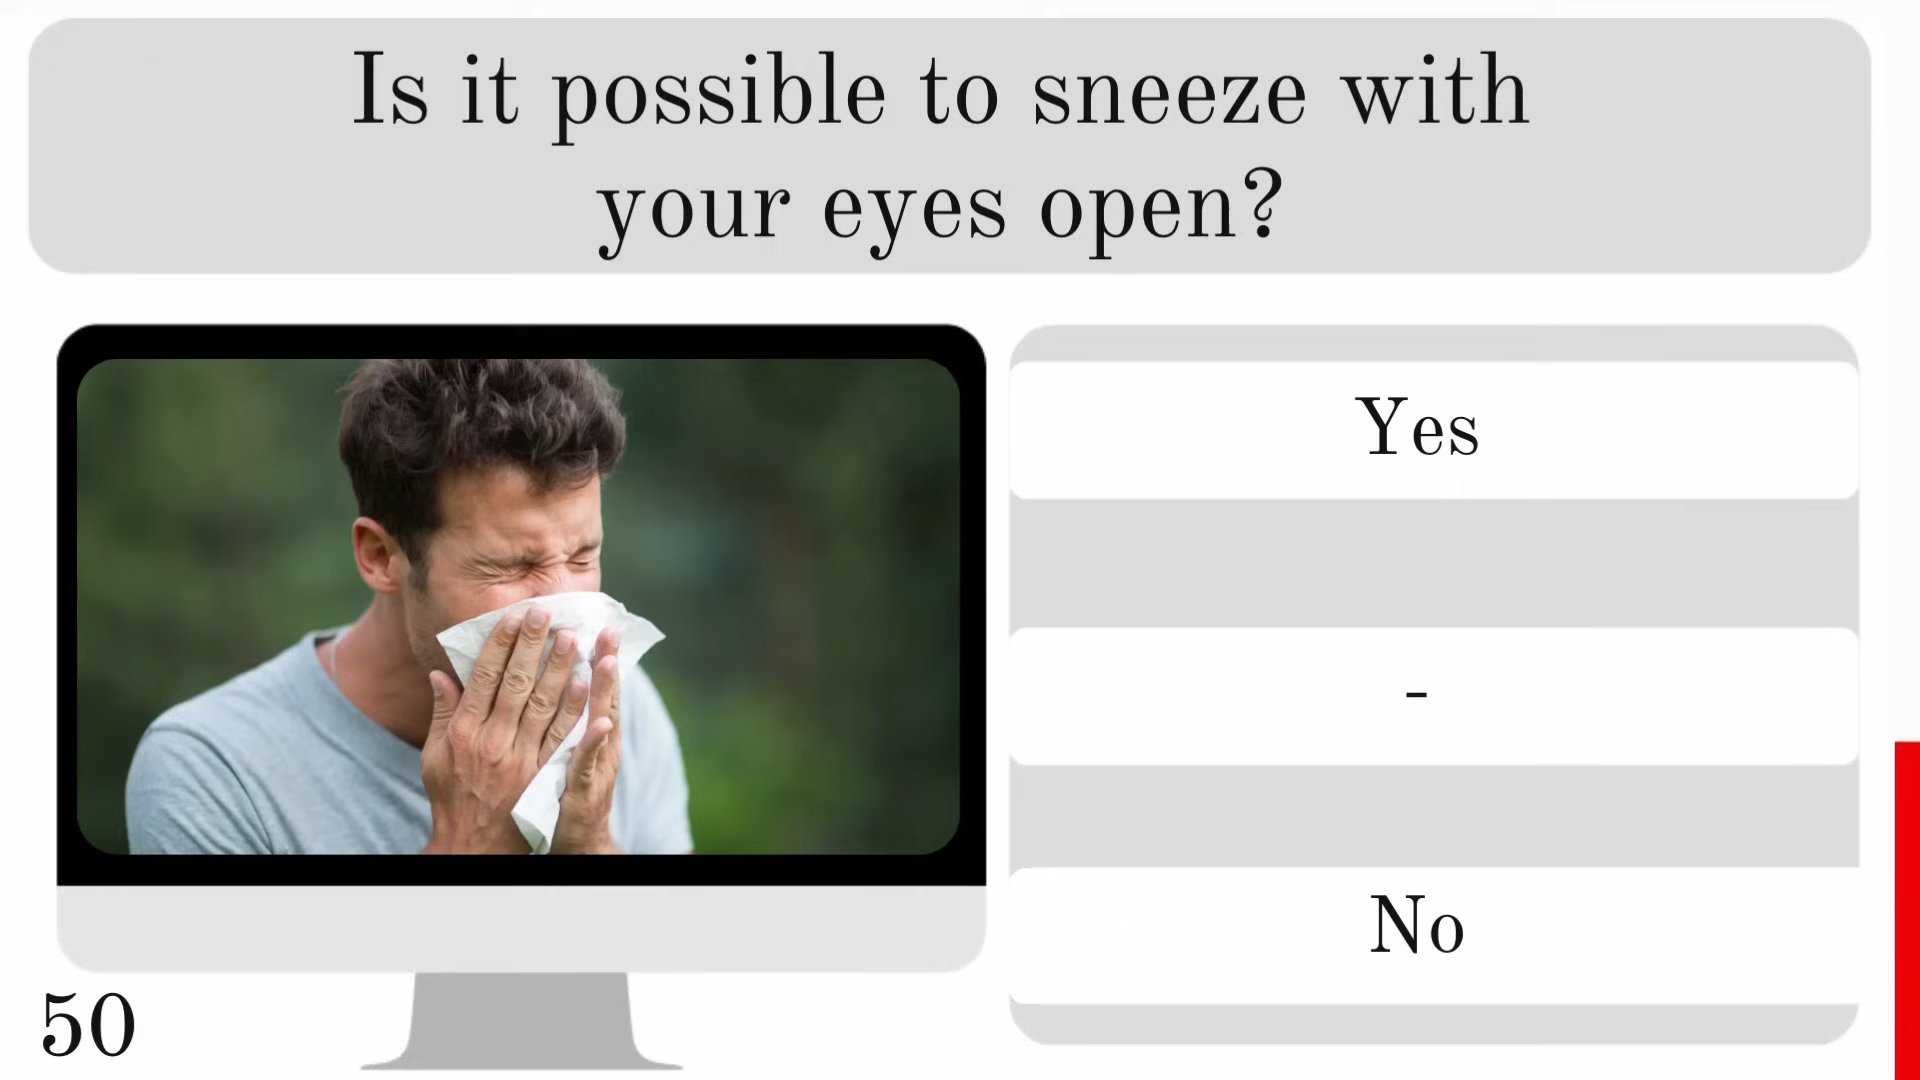 Is it possible to sneeze with
your eyes open?
Yes
-
No
50